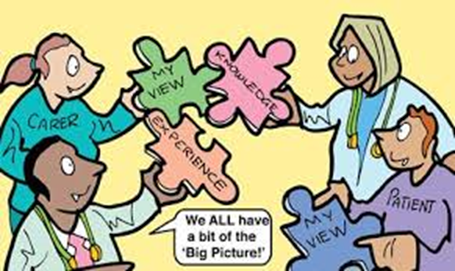 MY
VIEW
KNOWLEDGE
CARER
EXPERIENCE
We ALL have
a bit of the
'Big Picture!'
MY
VIEW
PATIENT